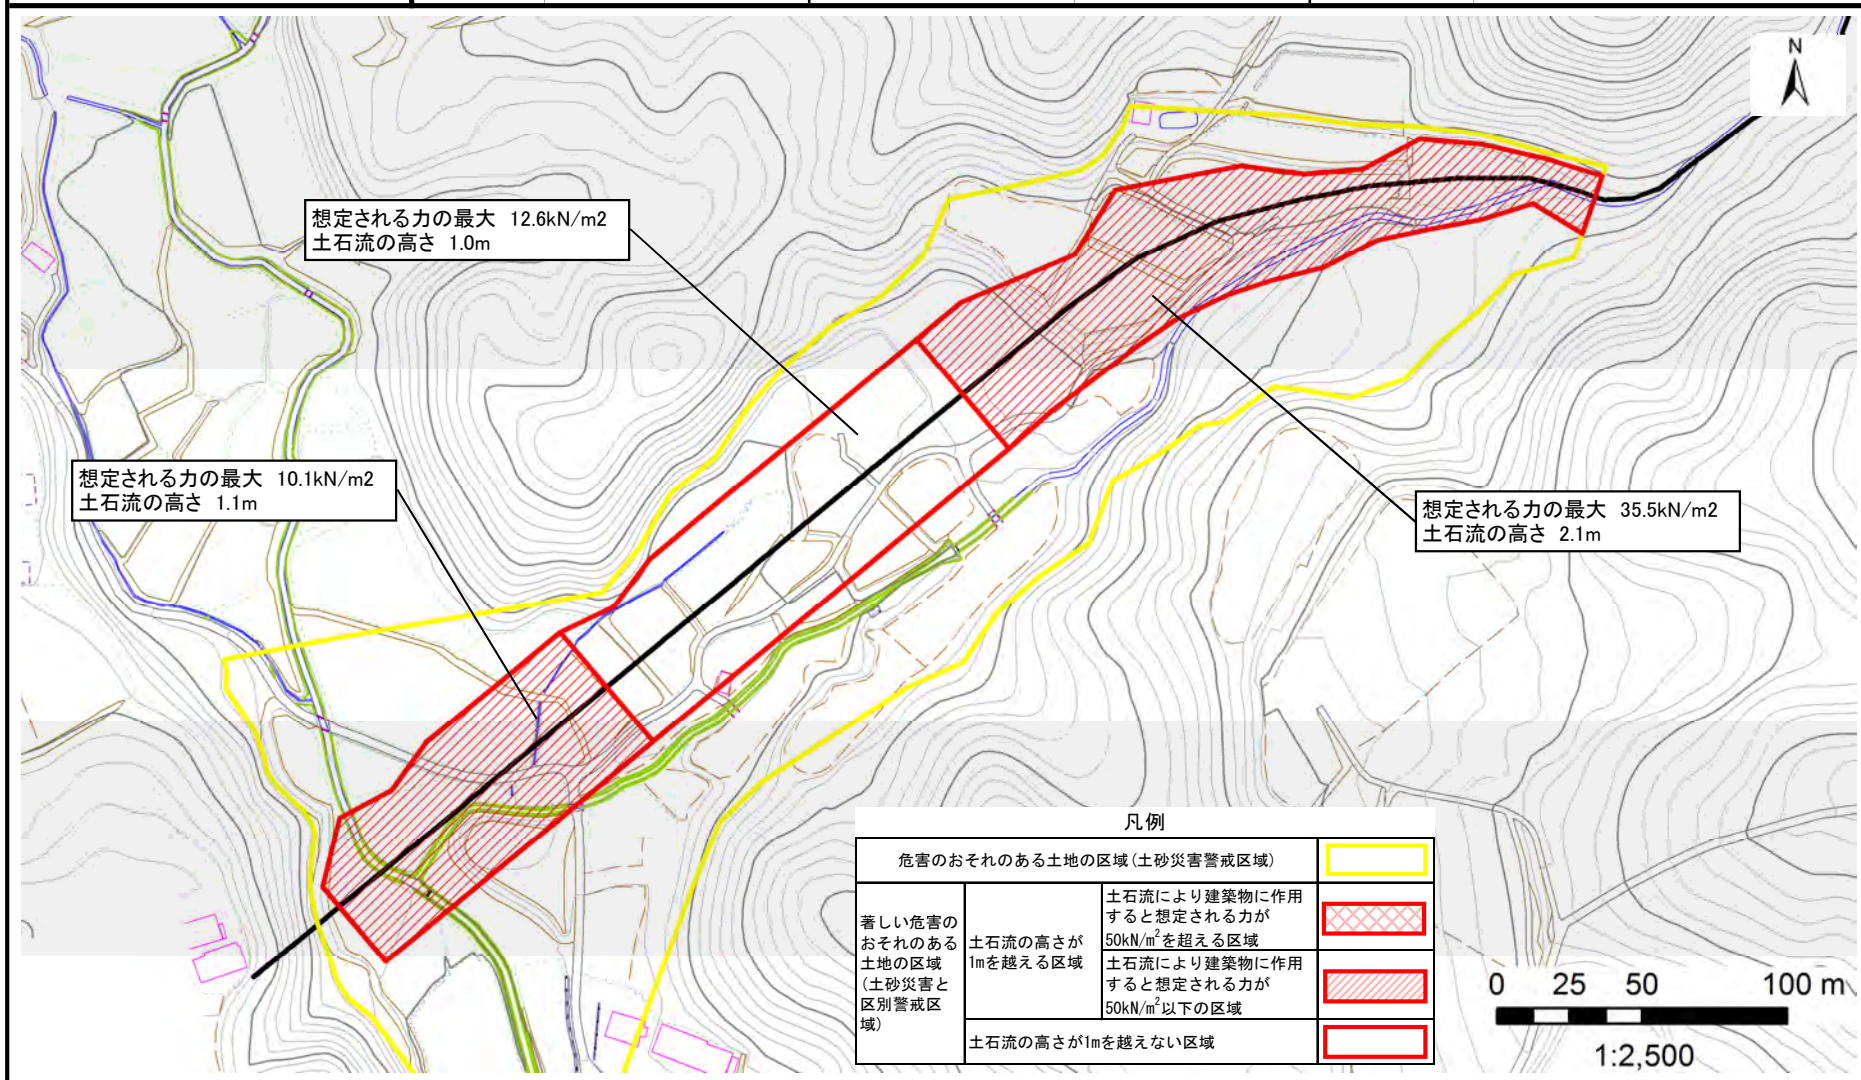 N
想定される力の最大 12.6kN/m2
土石流の高さ 1.0m
想定される力の最大 10.1kN/m2
土石流の高さ 1.1m
想定される力の最大 35.5kN/m2
土石流の高さ 2.1m
凡例
危害のおそれのある土地の区域(土砂災害警戒区域)
著しい危害の
おそれのある
土地の区域
(土砂災害と
区別警戒区
域)
土石流の高さが
1mを越える区域
土石流により建築物に作用
すると想定される力が
50kN/m²を超える区域
土石流により建築物に作用
すると想定される力が
50kN/m²以下の区域
土石流の高さが1mを越えない区域
0 25 50 100 m
1:2,500